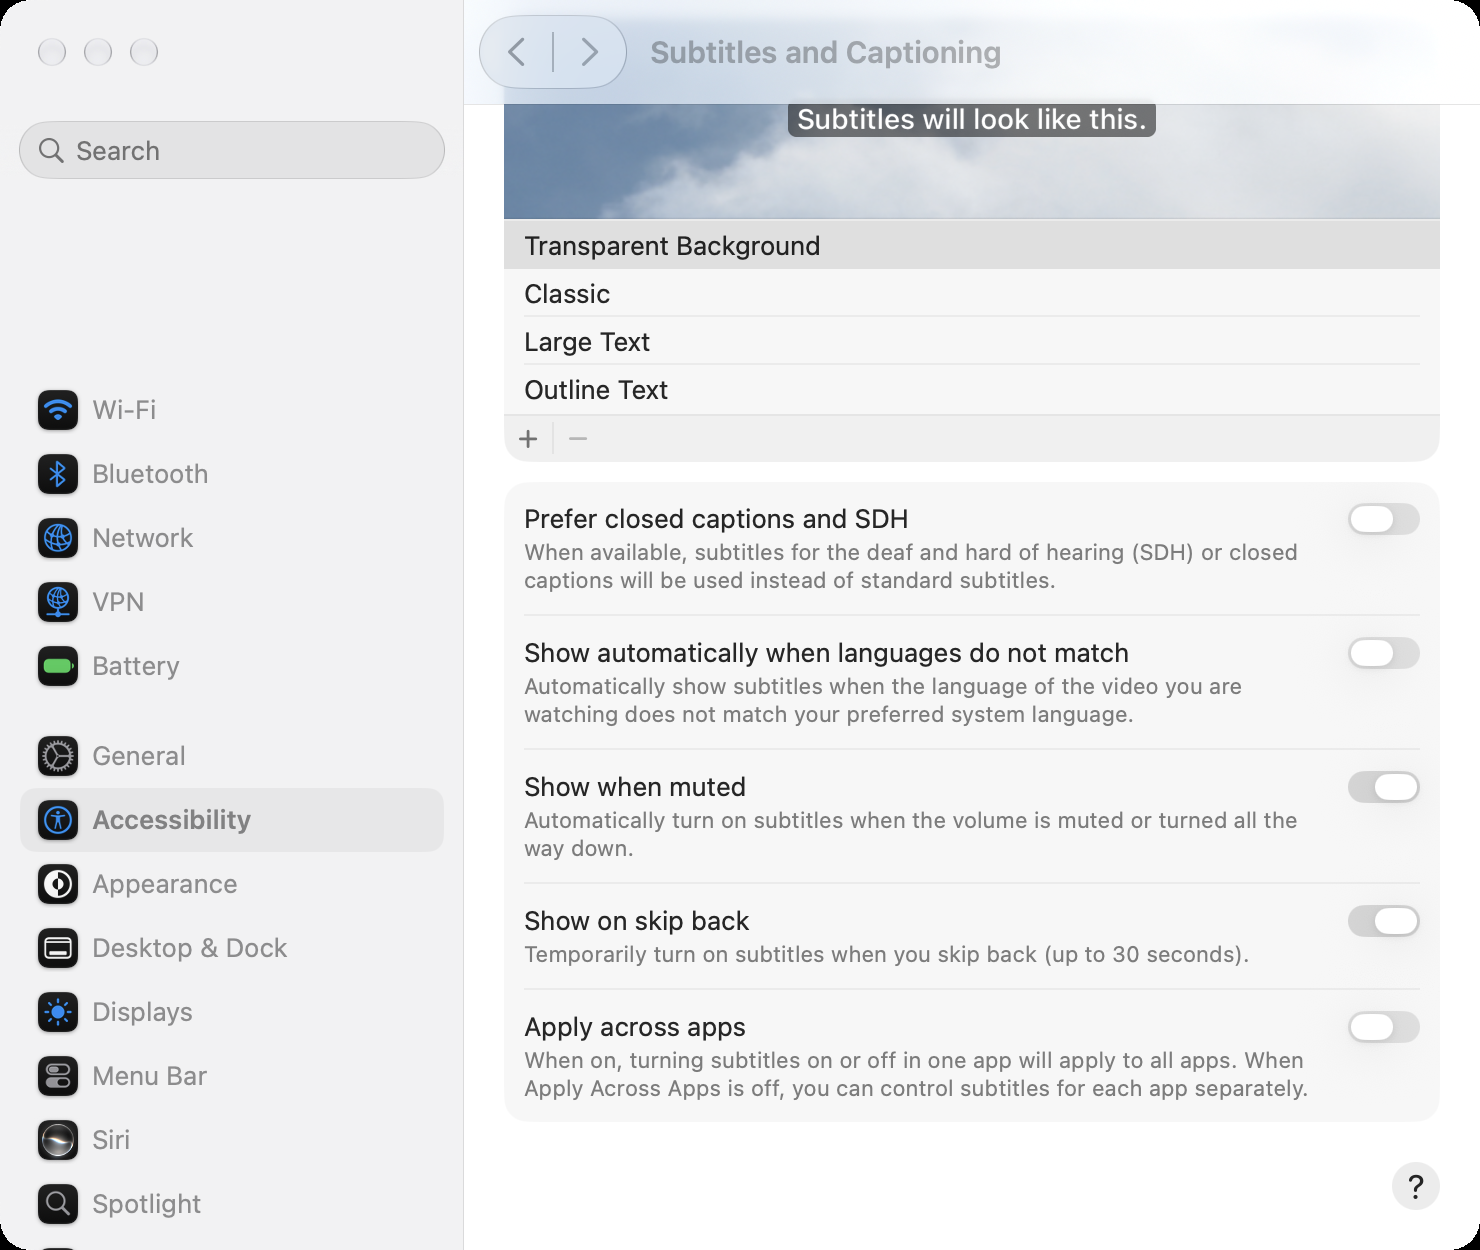 Subtitles and Captioning
Search
Wi-Fi
Bluetooth
Network
VPN
Battery
General
Accessibility
Appearance
Desktop & Dock
Displays
Menu Bar
Siri
Spotlight
Subtitles will look like this.
Transparent Background
Classic
Large Text
Outline Text
Prefer closed captions and SDH
When available, subtitles for the deaf and hard of hearing (SDH) or closed
captions will be used instead of standard subtitles.
Show automatically when languages do not match
Automatically show subtitles when the language of the video you are
watching does not match your preferred system language.
Show when muted
Automatically turn on subtitles when the volume is muted or turned all the
way down.
Show on skip back
Temporarily turn on subtitles when you skip back (up to 30 seconds).
Apply across apps
When on, turning subtitles on or off in one app will apply to all apps. When
Apply Across Apps is off, you can control subtitles for each app separately.
?